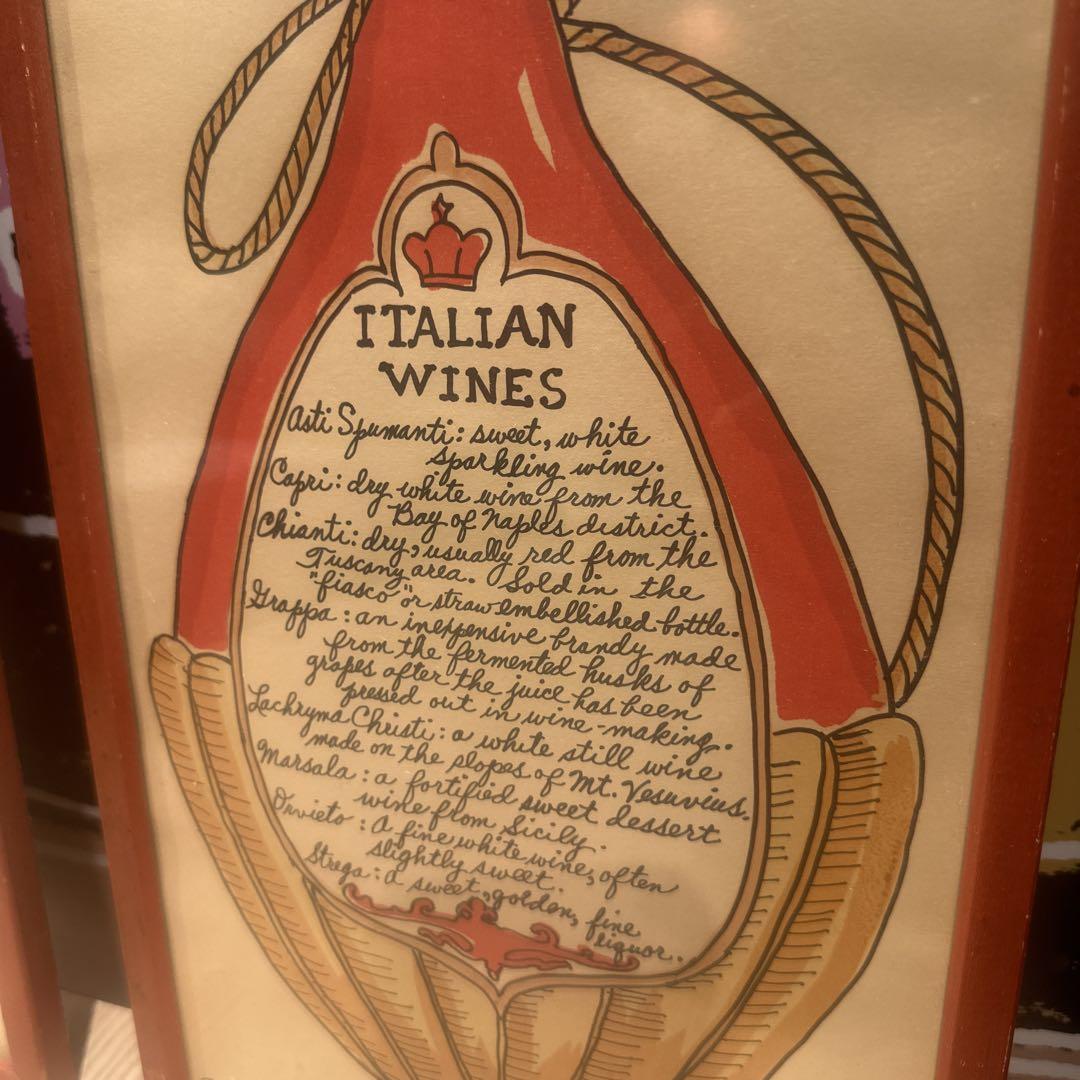 ITALIAN
WINES
Asti Spumanti: sweet, white
sparkling wine.
Capri: dry white wine from the
Bay of Naples district.
Chianti: dry, usually red from the
Tuscany area. Sold in the
"fiasco" or straw embellished bottle.
Grappa: an inexpensive brandy made
from the fermented husks of
grapes after the juice has been
pressed out in wine-making.
Lachryma Christi: a white still wine
made on the slopes of Mt. Vesuvius.
Marsala: a fortified sweet dessert
wine from Sicily.
Orvieto: a fine white wine, often
slightly sweet.
Strega: a sweet, golden, fine
liquor.